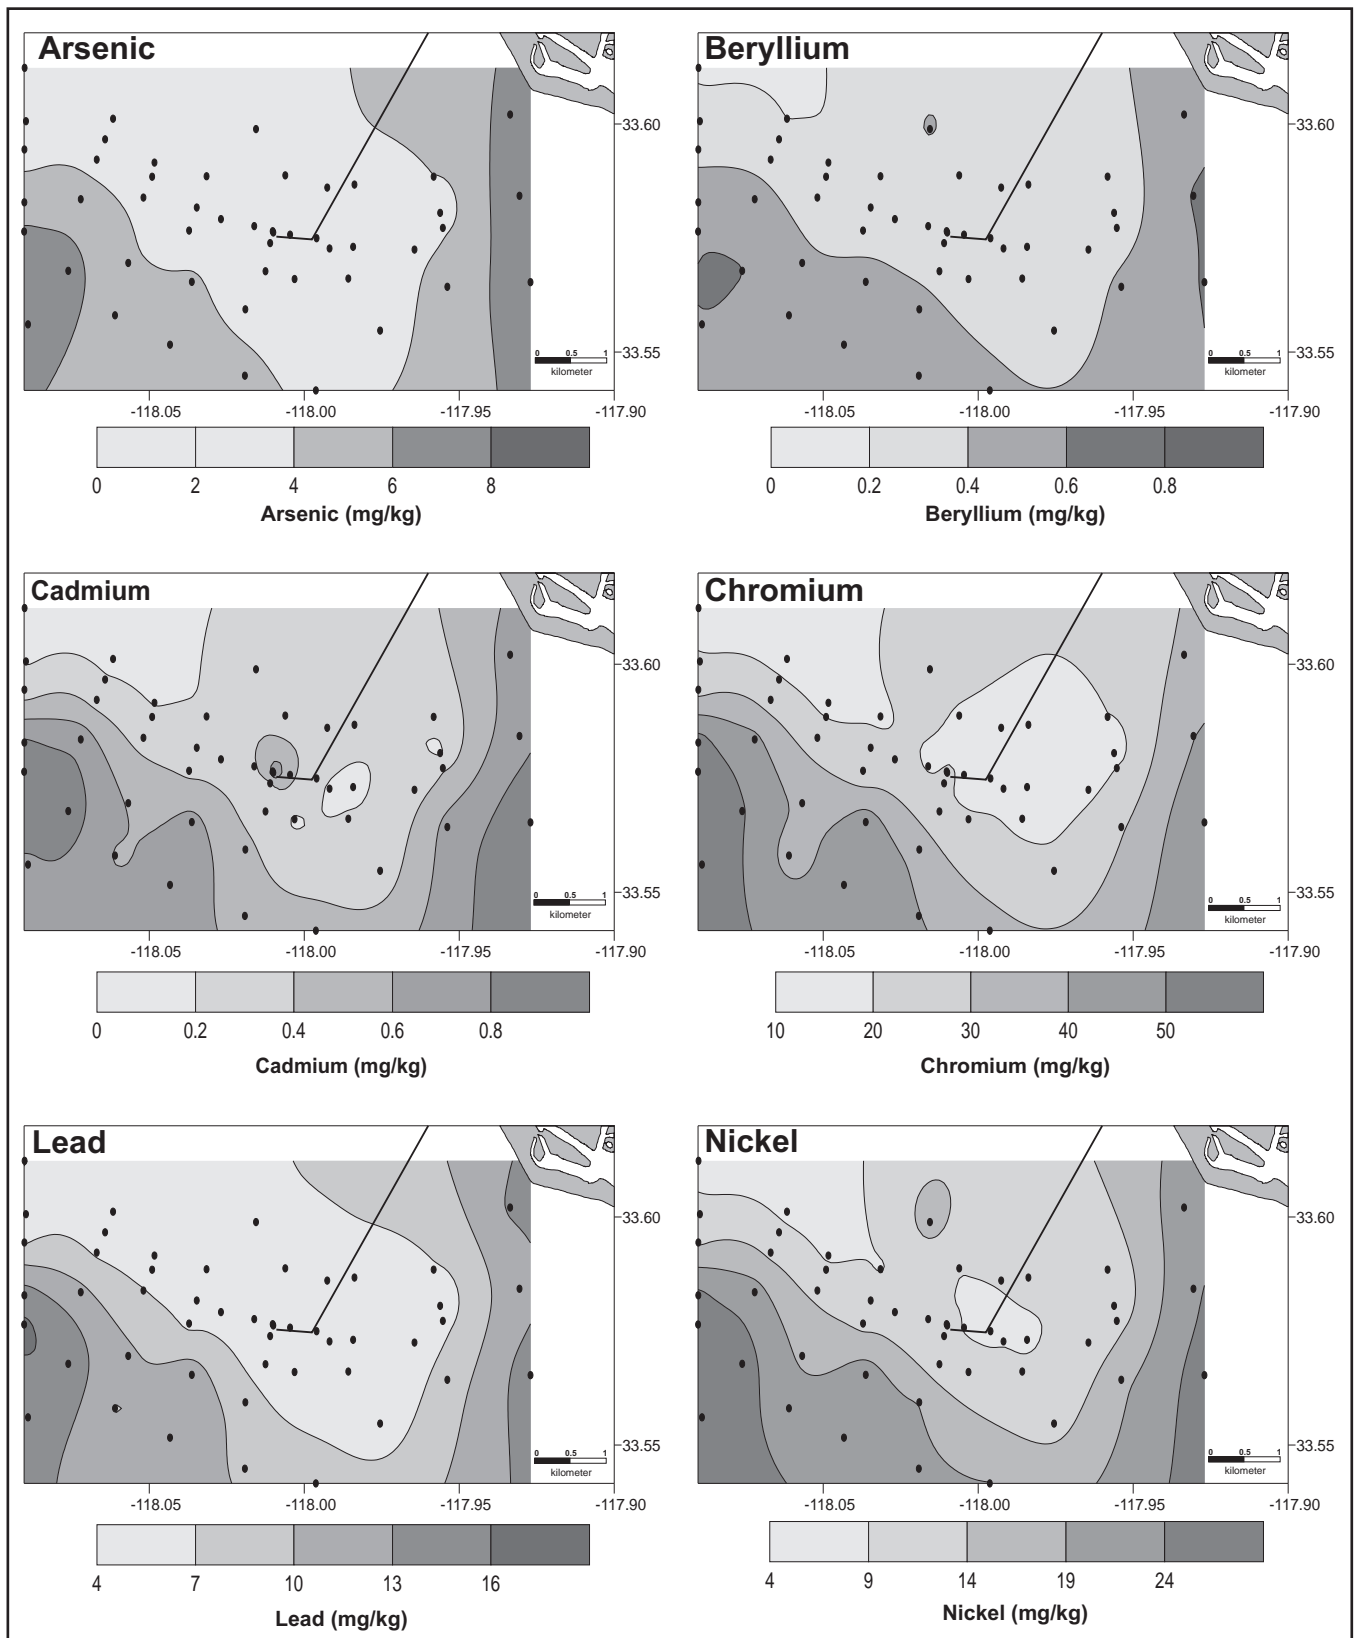 Arsenic
33.60
33.55
0 0.5 1
kilometer
-118.05 -118.00 -117.95 -117.90
0 2 4 6 8
Arsenic (mg/kg)
Beryllium
33.60
33.55
0 0.5 1
kilometer
-118.05 -118.00 -117.95 -117.90
0 0.2 0.4 0.6 0.8
Beryllium (mg/kg)
Cadmium
33.60
33.55
0 0.5 1
kilometer
-118.05 -118.00 -117.95 -117.90
0 0.2 0.4 0.6 0.8
Cadmium (mg/kg)
Chromium
33.60
33.55
0 0.5 1
kilometer
-118.05 -118.00 -117.95 -117.90
10 20 30 40 50
Chromium (mg/kg)
Lead
33.60
33.55
0 0.5 1
kilometer
-118.05 -118.00 -117.95 -117.90
4 7 10 13 16
Lead (mg/kg)
Nickel
33.60
33.55
0 0.5 1
kilometer
-118.05 -118.00 -117.95 -117.90
4 9 14 19 24
Nickel (mg/kg)